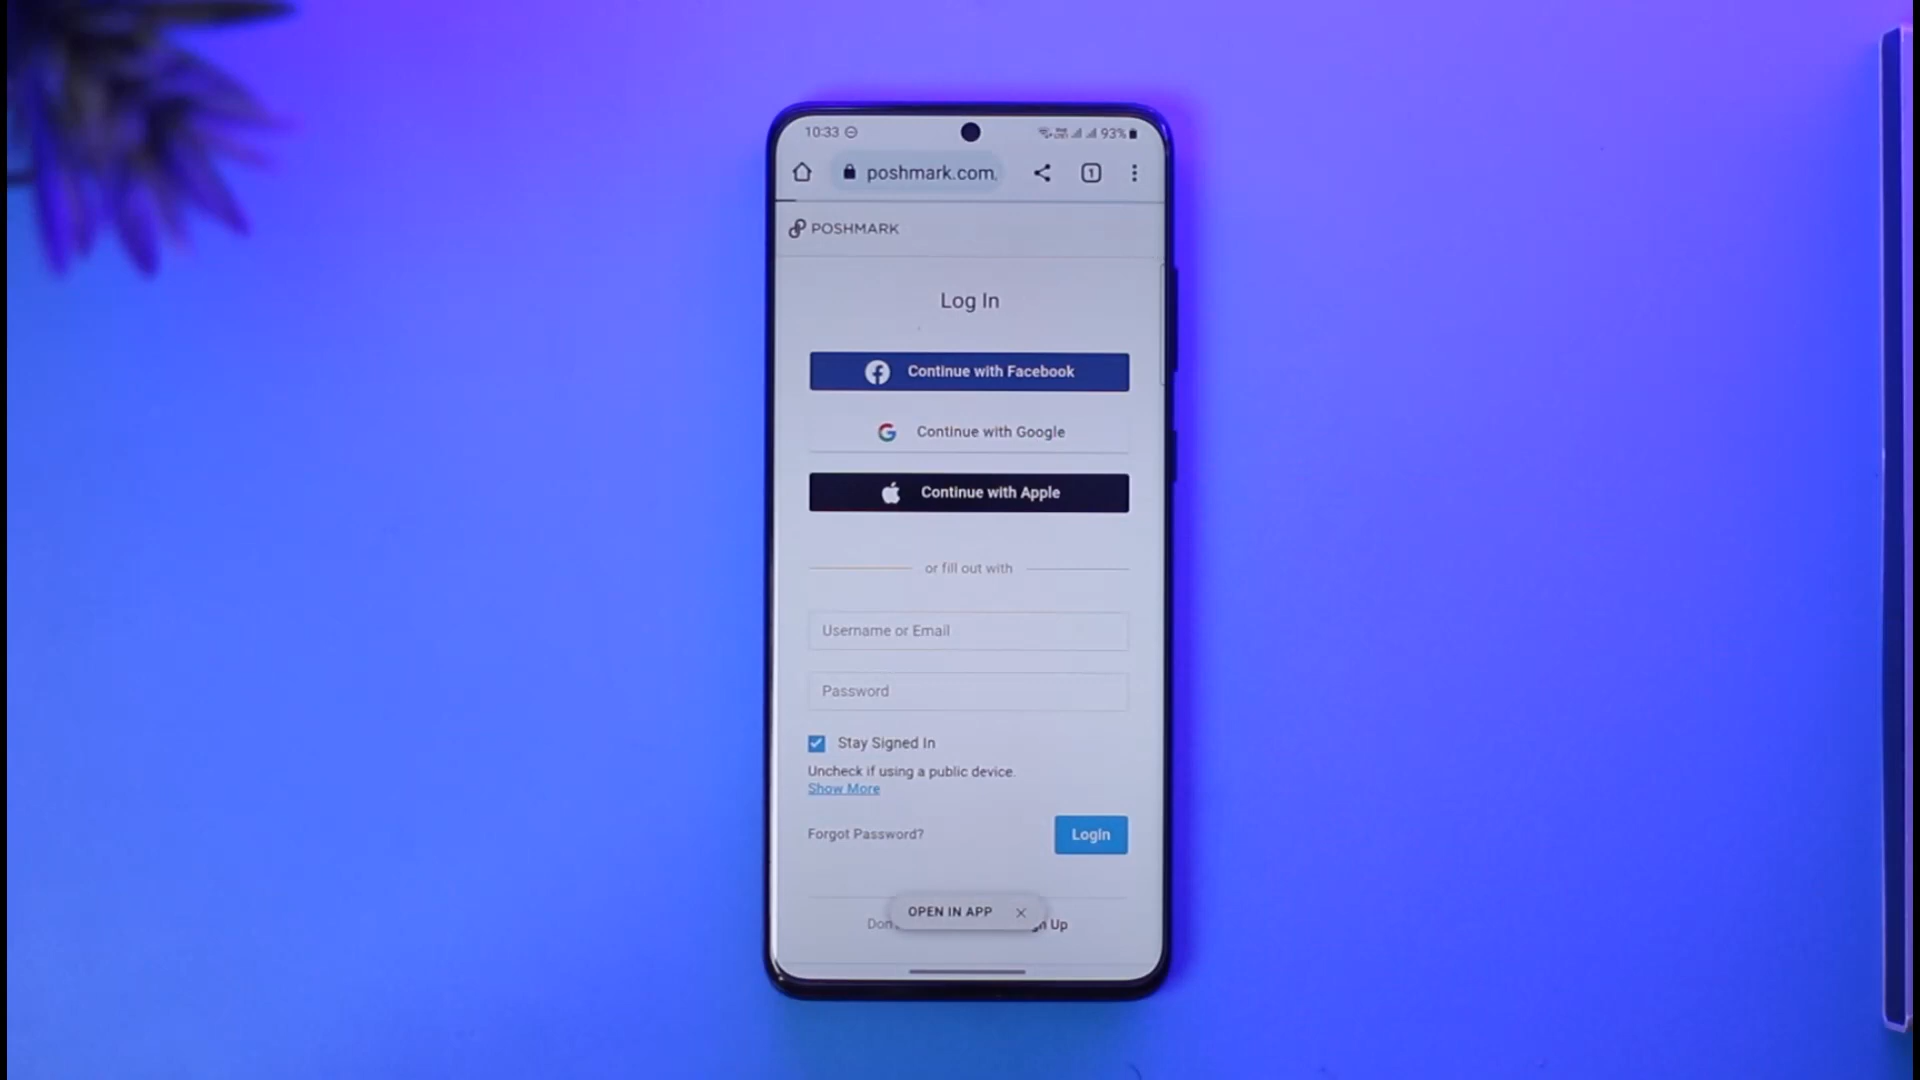 10:33
93%
poshmark.com
1
POSHMARK
Log In
Continue with Facebook
Continue with Google
Continue with Apple
or fill out with
Username or Email
Password
Stay Signed In
Uncheck if using a public device.
Show More
Forgot Password?
Login
OPEN IN APP
Up